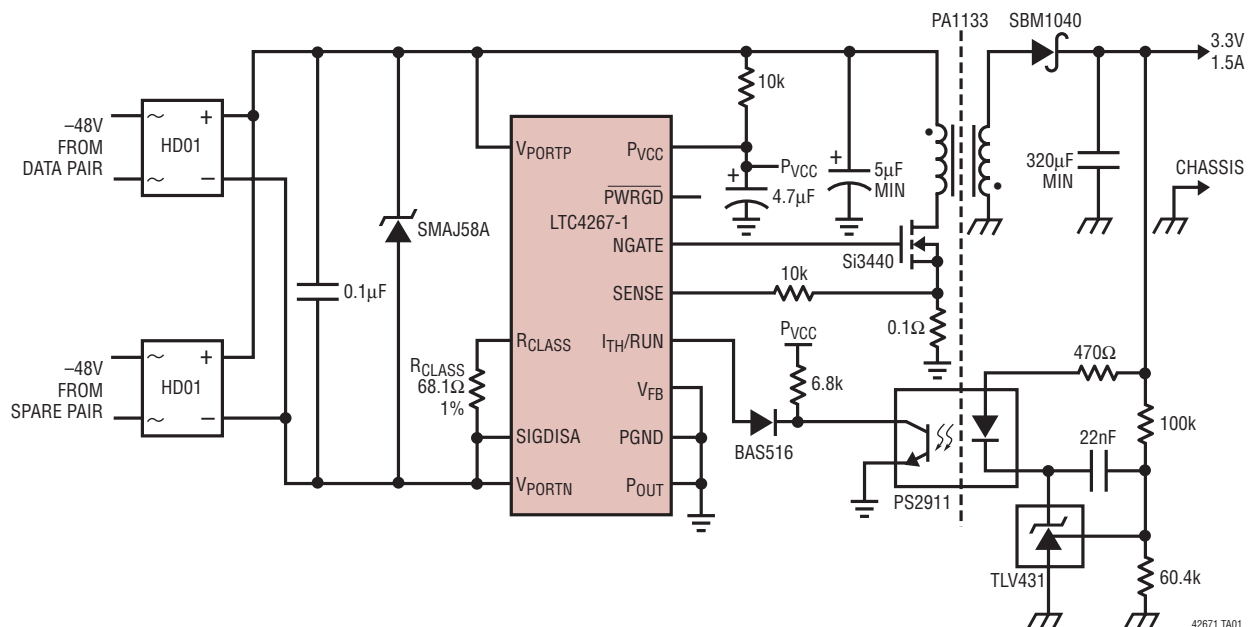 PA1133
SBM1040
3.3V
1.5A
–48V
FROM
DATA PAIR
~
~
HD01
+
–
SMAJ58A
0.1µF
–48V
FROM
SPARE PAIR
~
~
HD01
+
–
RCLASS
68.1Ω
1%
VPORTP
PVCC
PWRGD
LTC4267-1
NGATE
SENSE
RCLASS
ITH/RUN
VFB
SIGDISA
PGND
VPORTN
POUT
10k
PVCC
+
4.7µF
+
5µF
MIN
Si3440
10k
0.1Ω
PVCC
6.8k
BAS516
PS2911
320µF
MIN
CHASSIS
470Ω
100k
22nF
TLV431
60.4k
42671 TA01